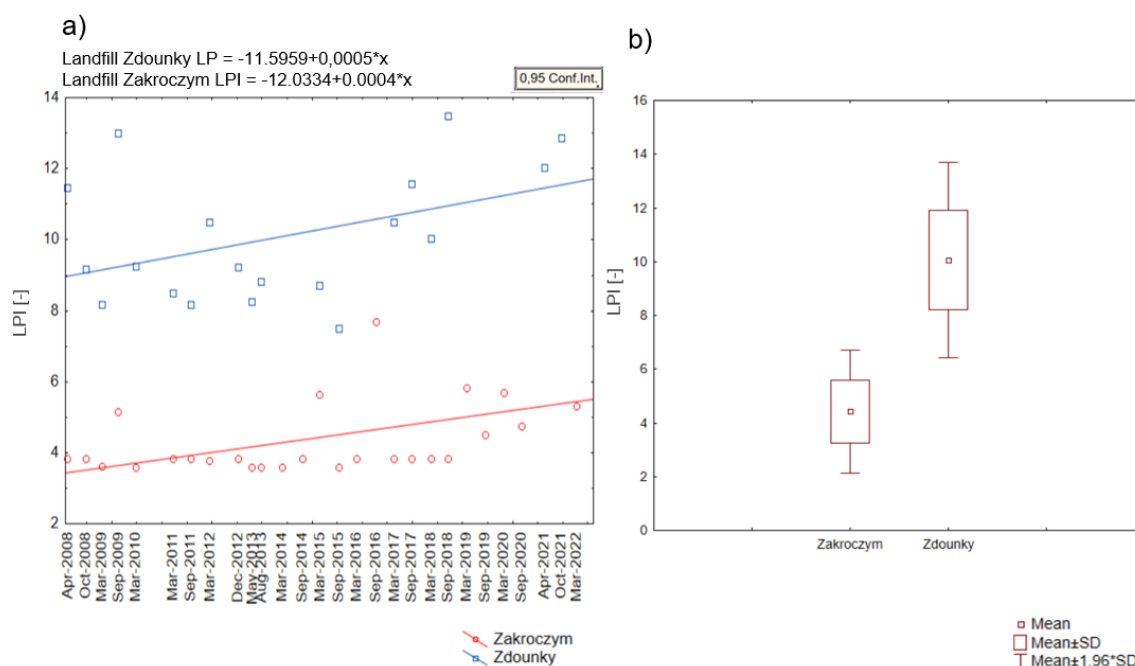 a)
Landfill Zdounky LP = -11.5959+0,0005*x
Landfill Zakroczym LPI = -12.0334+0.0004*x
0,95 Conf.Int.
14
12
10
8
6
4
2
LPI [-]
Apr-2008
Oct-2008
Mar-2009
Sep-2009
Mar-2010
Mar-2011
Sep-2011
Mar-2012
Dec-2012
May-2013
Aug-2013
Mar-2014
Sep-2014
Mar-2015
Sep-2015
Mar-2016
Sep-2016
Mar-2017
Sep-2017
Mar-2018
Sep-2018
Mar-2019
Sep-2019
Mar-2020
Sep-2020
Apr-2021
Oct-2021
Mar-2022
Zakroczym
Zdounky
b)
16
14
12
10
8
6
4
2
0
LPI [-]
Zakroczym
Zdounky
Mean
Mean±SD
Mean±1.96*SD